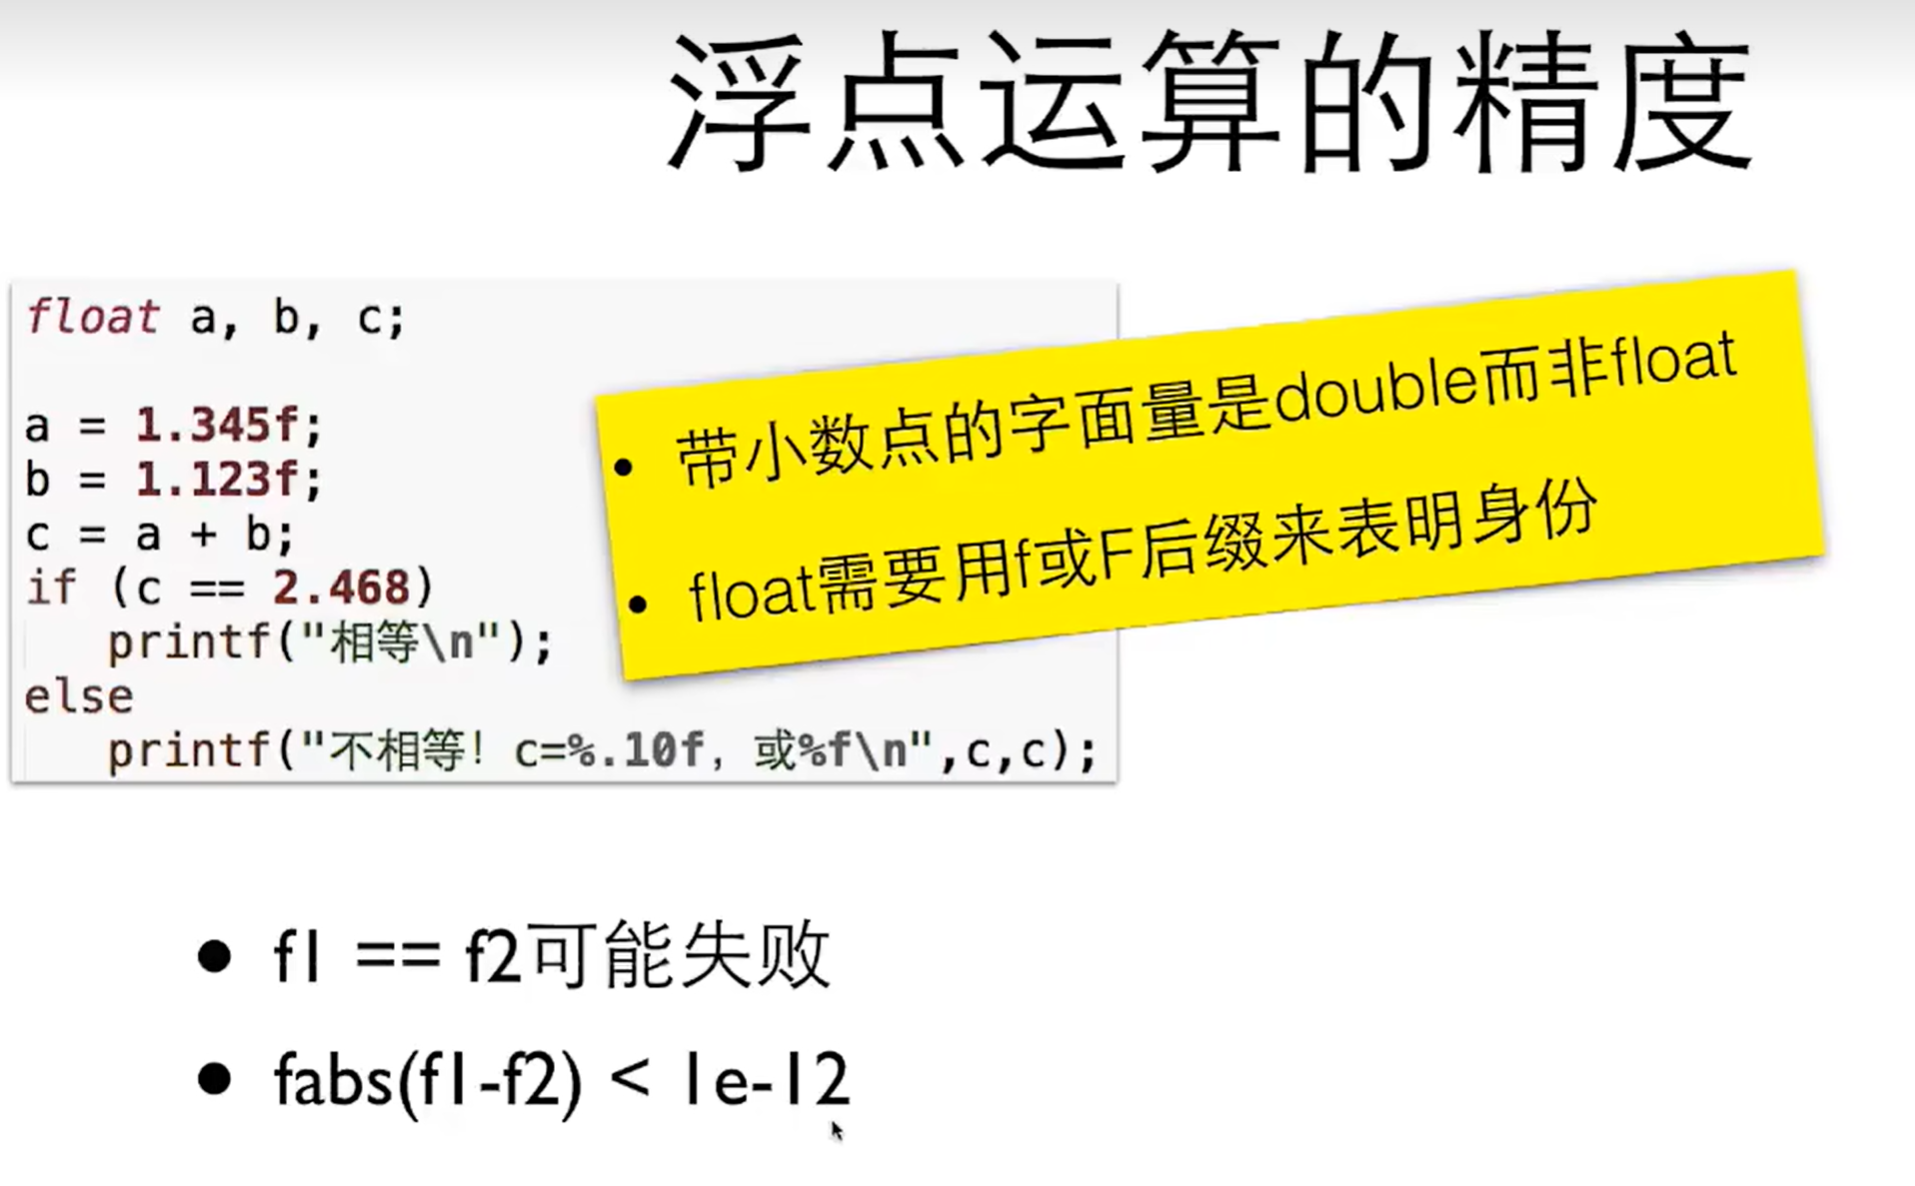 浮点运算的精度
float a, b, c;
a = 1.345f;
b = 1.123f;
c = a + b;
if (c == 2.468)
printf("相等\n");
else
printf("不相等！c=%.10f, 或%f\n",c,c);
• 带小数点的字面量是double而非float
• float需要用f或F后缀来表明身份
• f1 == f2可能失败
• fabs(f1-f2) < 1e-12